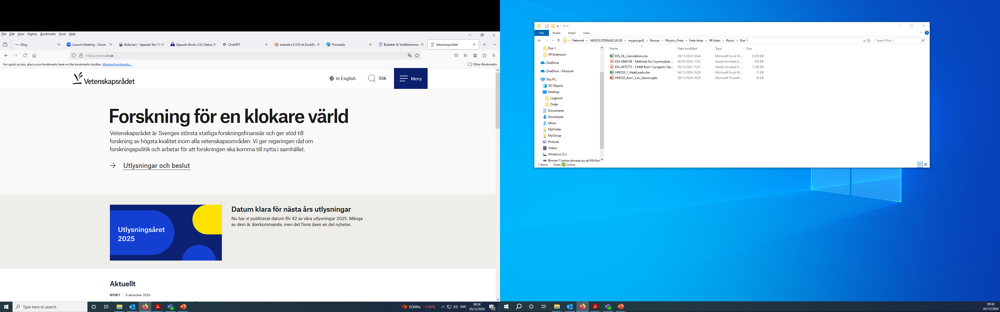 File Edit View History Bookmarks Tools Help
Olog Olog
zm Launch Meeting - Zoom
Boka taxi - Uppsala Taxi 10
Uppsala iBook v2.6 | Status
ChatGPT
arlanda LX1250 at DuckDu
Proceedo
Buketter & Snittblommor
Vetenskapsrådet
https://www.vr.se
For quick access, place your bookmarks here on the bookmarks toolbar. Manage bookmarks...
Other Bookmarks
Vetenskapsrådet
In English
Sök
Meny
Forskning för en klokare värld
Vetenskapsrådet är Sveriges största statliga forskningsfinansiär och ger stöd till
forskning av högsta kvalitet inom alla vetenskapsområden. Vi ger regeringen råd om
forskningspolitik och arbetar för att forskningen ska komma till nytta i samhället.
Utlysningar och beslut
Utlysningsåret
2025
Datum klara för nästa års utlysningar
Nu har vi publicerat datum för 42 av våra utlysningar 2025. Många
av dem är återkommande, men det finns även en del nyheter.
Aktuellt
NYHET 5 december 2024
Type here to search
EQNRo -1,96%
SWE
09:38
05/12/2024
22
Run 1
File Home Share View
Network ARGOS.STORAGE.UU.SE mygroups$ Bronze Physics_Freia freia-drop 99 Users Rocio Run 1
Search Run 1
Run 1
VR Extension
OneDrive
OneDrive - Personal
This PC
3D Objects
Desktop
Logbook
Order
Documents
Downloads
Music
MyFolder
MyGroup
Pictures
Videos
Windows (C:)
Bronze (\\argos.storage.uu.se\MyGrou
Name Date modified Type Size
ESS_HL_Calculation.xlsx 29/11/2024 18:44 Microsoft Excel W... 6,930 KB
ESS-3864108 - Methods for Cryomodule ... 08/05/2024 17:02 Adobe Acrobat D... 539 KB
ESS-4075772 - CM06 Run1 Cryogenic Op... 05/12/2022 15:51 Adobe Acrobat D... 7,149 KB
HNOSS_1_HeatLoads.xlsx 04/12/2024 18:26 Microsoft Excel W... 15 KB
HNOSS_Run1_Cav_Sensor.pptx 28/11/2024 19:28 Microsoft PowerP... 50 KB
5 items State: Online
09:38
05/12/2024